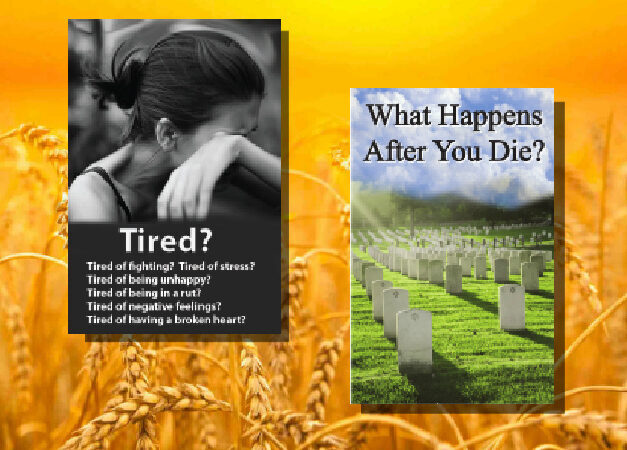 Tired?
Tired of fighting? Tired of stress?
Tired of being unhappy?
Tired of being in a rut?
Tired of negative feelings?
Tired of having a broken heart?
What Happens
After You Die?